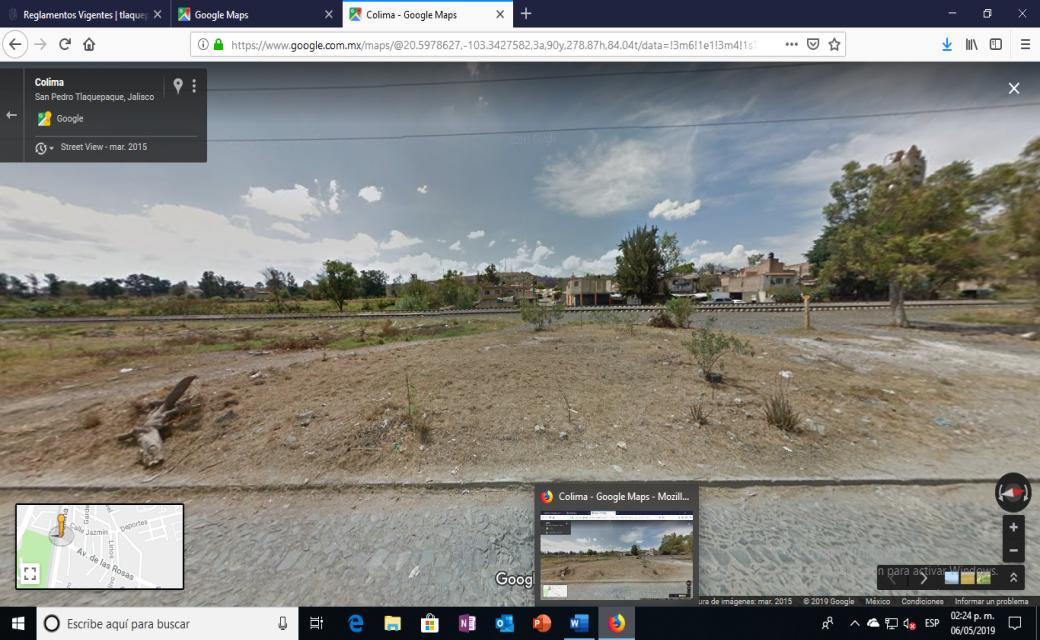 Reglamentos Vigentes | tlaquep
Google Maps
Colima - Google Maps
https://www.google.com.mx/maps/@20.5978627,-103.3427582,3a,90y,278.87h,84.04t/data=!3m6!1e1!3m4!1s
Colima
San Pedro Tlaquepaque, Jalisco
Google
Street View - mar. 2015
Colima - Google Maps - Mozill...
Calle Jazmin
Deportes
Av. de las Rosas
Goog
n para activar Windows.
ura de imágenes: mar. 2015 © 2019 Google México Condiciones Informar un problema
Escribe aquí para buscar
ESP
02:24 p. m.
06/05/2019